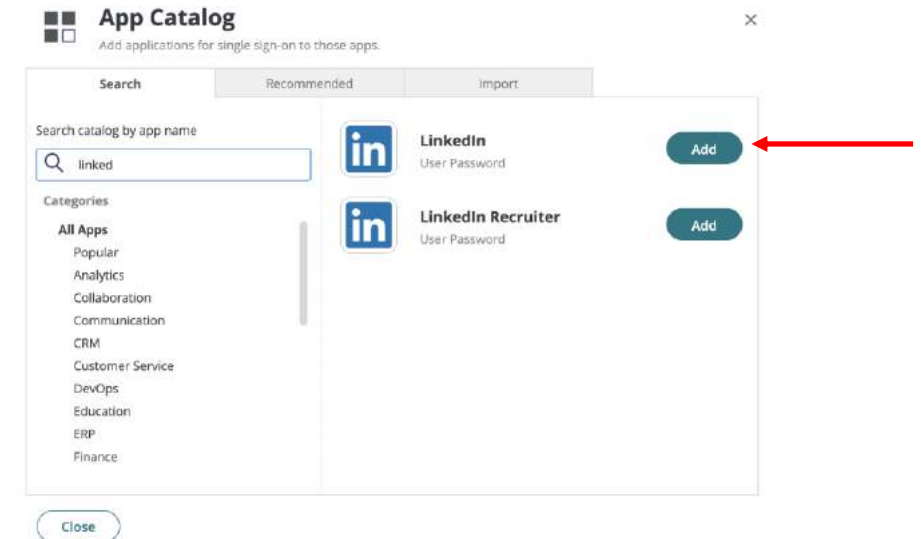 App Catalog
Add applications for single sign-on to those apps.
Search
Recommended
Import
Search catalog by app name
linked
Categories
All Apps
Popular
Analytics
Collaboration
Communication
CRM
Customer Service
DevOps
Education
ERP
Finance
in
LinkedIn
User Password
Add
in
LinkedIn Recruiter
User Password
Add
Close